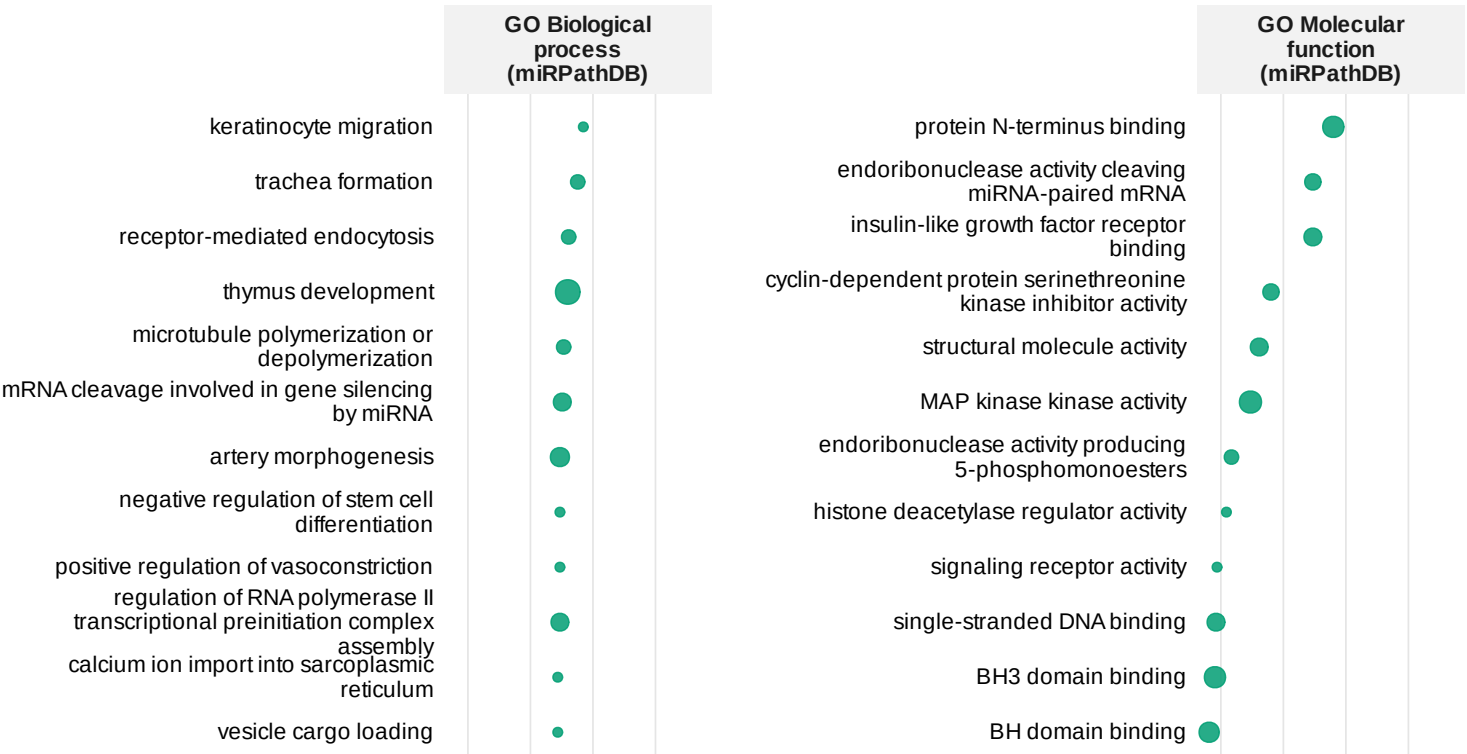 GO Biological
process
(miRPathDB)
keratinocyte migration
trachea formation
receptor-mediated endocytosis
thymus development
microtubule polymerization or
depolymerization
mRNA cleavage involved in gene silencing
by miRNA
artery morphogenesis
negative regulation of stem cell
differentiation
positive regulation of vasoconstriction
regulation of RNA polymerase II
transcriptional preinitiation complex
assembly
calcium ion import into sarcoplasmic
reticulum
vesicle cargo loading
GO Molecular
function
(miRPathDB)
protein N-terminus binding
endoribonuclease activity cleaving
miRNA-paired mRNA
insulin-like growth factor receptor
binding
cyclin-dependent protein serinethreonine
kinase inhibitor activity
structural molecule activity
MAP kinase kinase activity
endoribonuclease activity producing
5-phosphomonoesters
histone deacetylase regulator activity
signaling receptor activity
single-stranded DNA binding
BH3 domain binding
BH domain binding